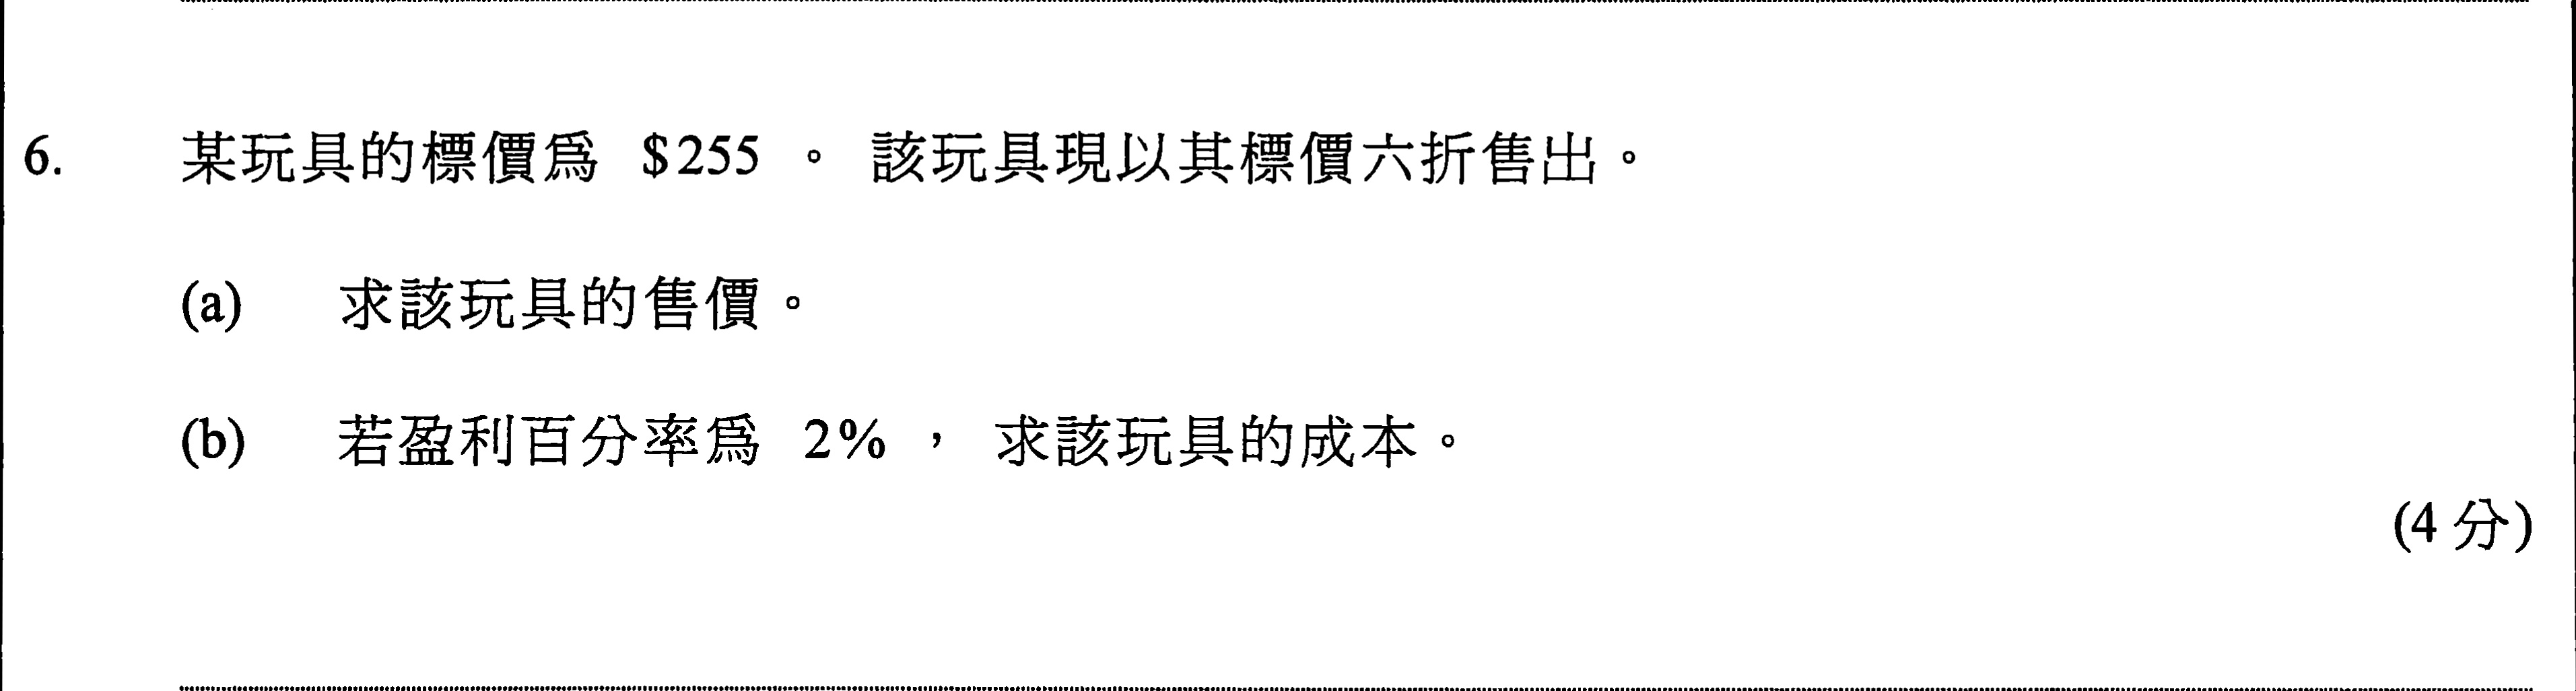 6. 某玩具的標價爲 $255 。 該玩具現以其標價六折售出。
(a) 求該玩具的售價。
(b) 若盈利百分率爲 2% ， 求該玩具的成本。
(4 分)